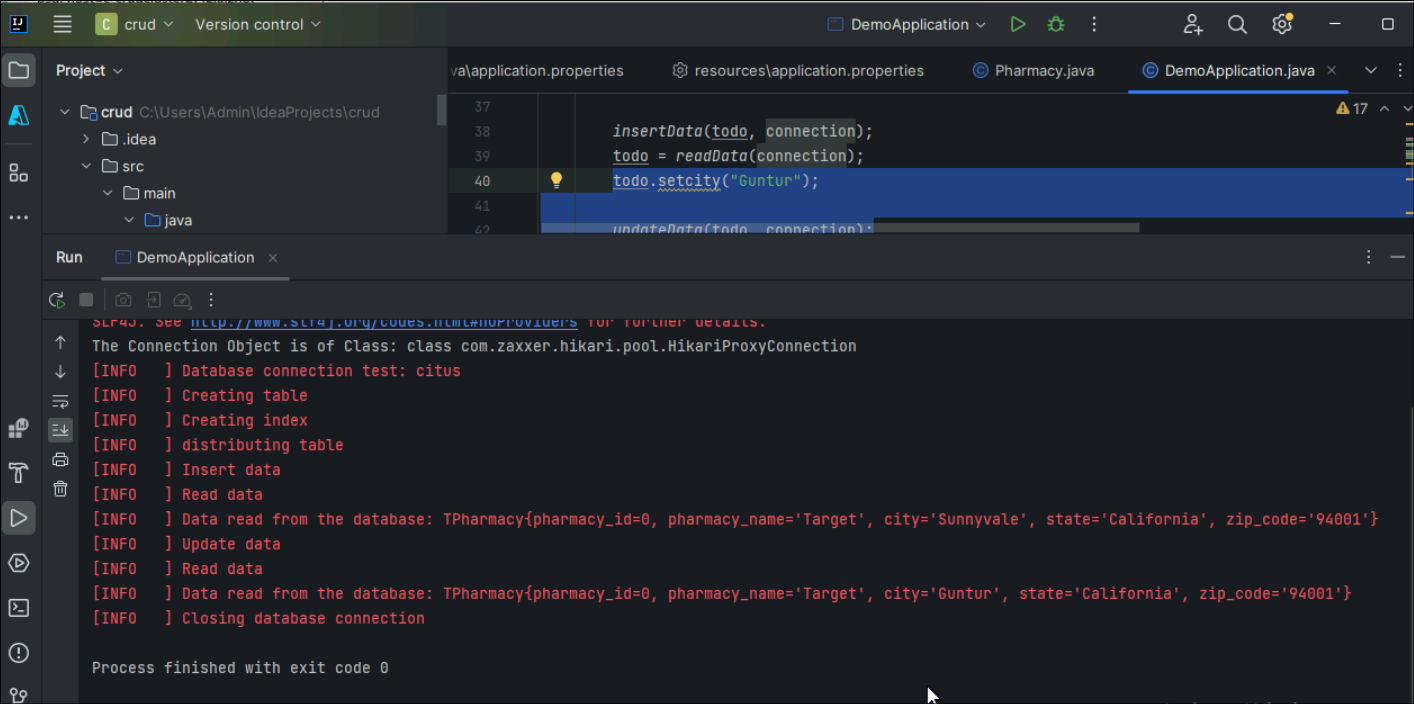 crud
Version control
DemoApplication
Project
va\application.properties
resources\application.properties
Pharmacy.java
DemoApplication.java
crud C:\Users\Admin\IdeaProjects\crud
.idea
src
main
java
17
37
38 insertData(todo, connection);
39 todo = readData(connection);
40 todo.setcity("Guntur");
41
42 updateData(todo, connection);
Run
DemoApplication
SLF4J: See http://www.slf4j.org/codes.html#noProviders for further details.
The Connection Object is of Class: class com.zaxxer.hikari.pool.HikariProxyConnection
[INFO   ] Database connection test: citus
[INFO   ] Creating table
[INFO   ] Creating index
[INFO   ] distributing table
[INFO   ] Insert data
[INFO   ] Read data
[INFO   ] Data read from the database: TPharmacy{pharmacy_id=0, pharmacy_name='Target', city='Sunnyvale', state='California', zip_code='94001'}
[INFO   ] Update data
[INFO   ] Read data
[INFO   ] Data read from the database: TPharmacy{pharmacy_id=0, pharmacy_name='Target', city='Guntur', state='California', zip_code='94001'}
[INFO   ] Closing database connection
Process finished with exit code 0